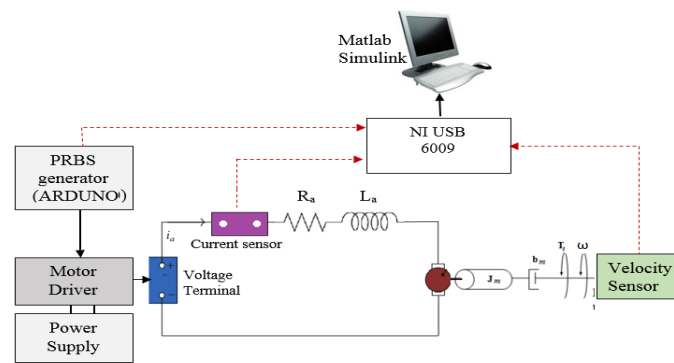 Matlab
Simulink
NI USB
6009
PRBS
generator
(ARDUNO)
Rₐ
Lₐ
iₐ
Current sensor
Motor
Driver
Voltage
Terminal
Power
Supply
Jₘ
bₘ
ω
Velocity
Sensor